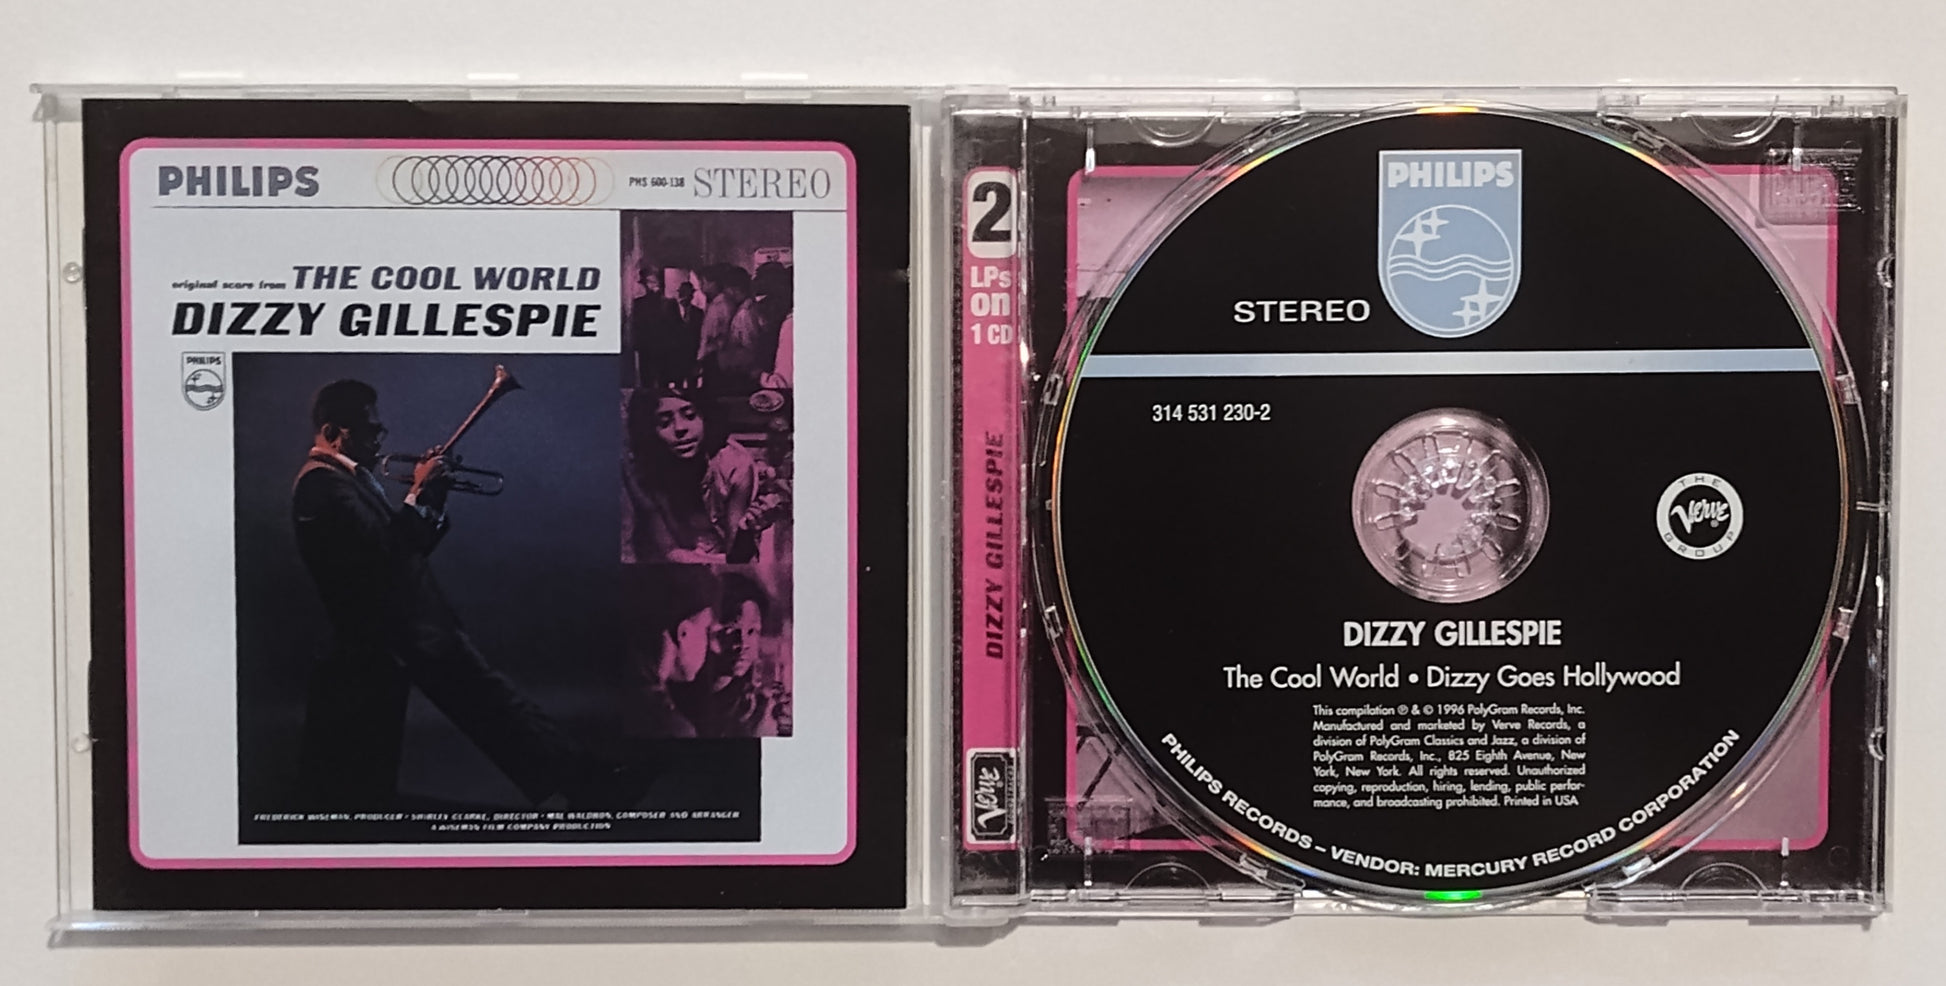 PHILIPS PHS 600-138 STEREO
original score from THE COOL WORLD
DIZZY GILLESPIE
PHILIPS
FREDERICK WISEMAN, PRODUCER • SHIRLEY CLARKE, DIRECTOR • MAL WALDRON, COMPOSER AND ARRANGER
A WISEMAN FILM COMPANY PRODUCTION
2
LPs
on
1 CD
DIZZY GILLESPIE
Verve
PHILIPS
STEREO
314 531 230-2
THE
Verve®
GROUP
DIZZY GILLESPIE
The Cool World • Dizzy Goes Hollywood
This compilation ℗ & © 1996 PolyGram Records, Inc.
Manufactured and marketed by Verve Records, a
division of PolyGram Classics and Jazz, a division of
PolyGram Records, Inc., 825 Eighth Avenue, New
York, New York. All rights reserved. Unauthorized
copying, reproduction, hiring, lending, public perfor-
mance, and broadcasting prohibited. Printed in USA
PHILIPS RECORDS – VENDOR: MERCURY RECORD CORPORATION